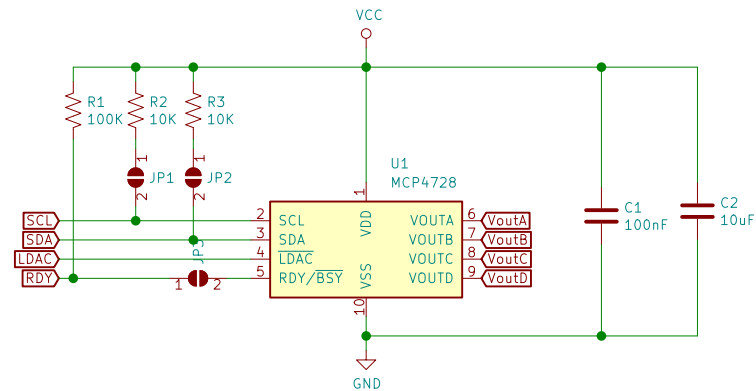 VCC
R1
100K
R2
10K
R3
10K
1
2
JP1
1
2
JP2
U1
MCP4728
1
VDD
SCL
2
SCL
VOUTA
6
VoutA
SDA
3
SDA
VOUTB
7
VoutB
LDAC
4
LDAC
VOUTC
8
VoutC
RDY
1
JP3
2
5
RDY/BSY
VOUTD
9
VoutD
VSS
10
C1
100nF
C2
10uF
GND